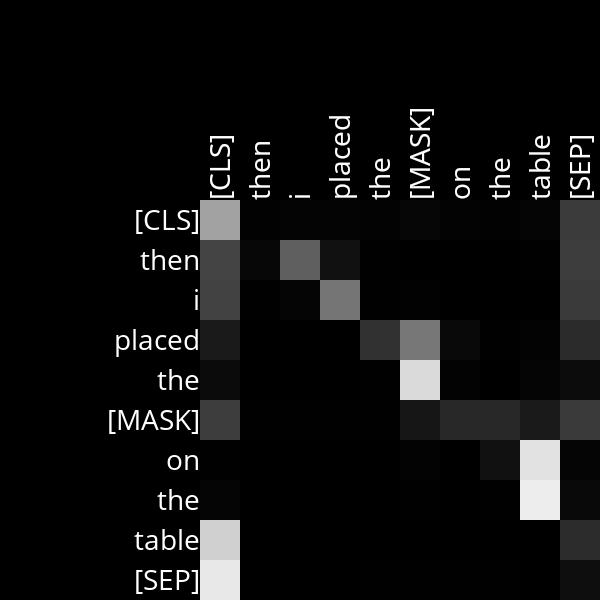 [CLS] then i placed the [MASK] on the table [SEP]
[CLS]
then
i
placed
the
[MASK]
on
the
table
[SEP]